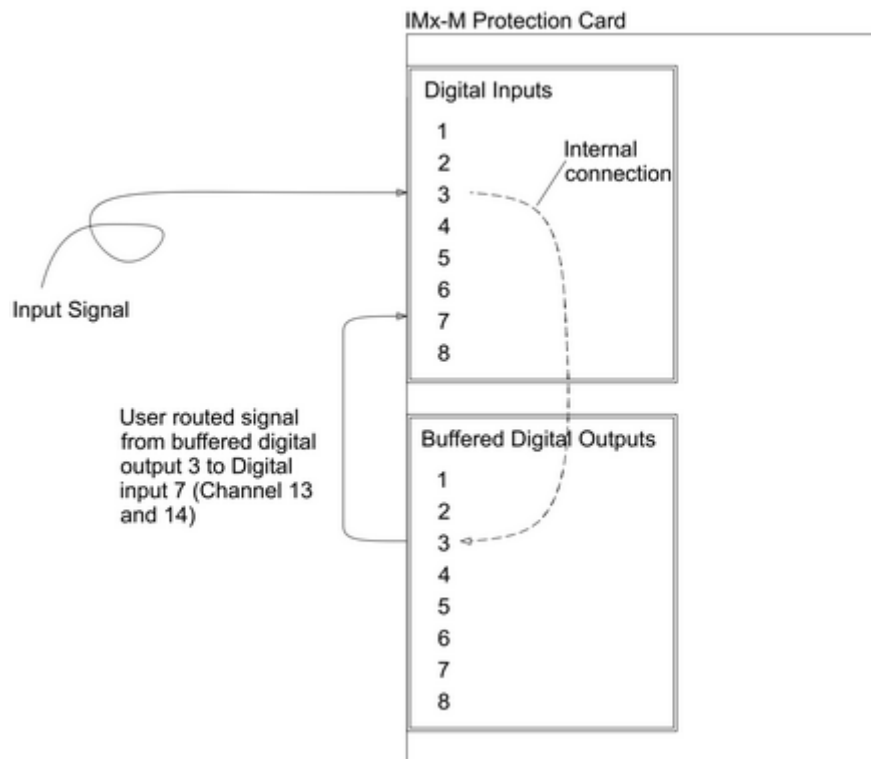 IMx-M Protection Card
Digital Inputs
1
2
3
4
5
6
7
8
Internal
connection
Input Signal
User routed signal
from buffered digital
output 3 to Digital
input 7 (Channel 13
and 14)
Buffered Digital Outputs
1
2
3
4
5
6
7
8